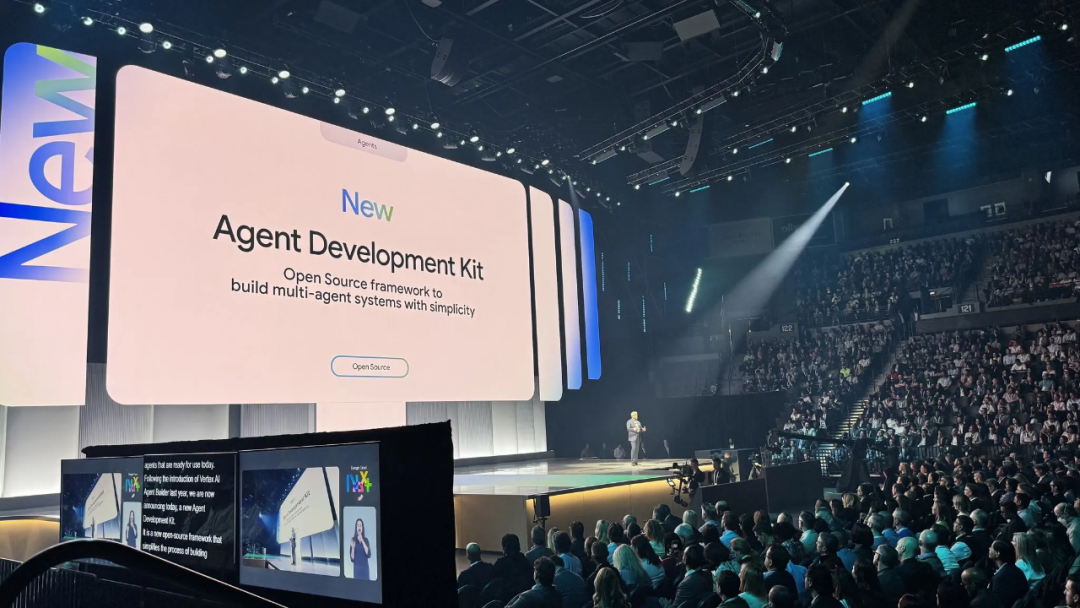 New
Agents
New
Agent Development Kit
Open Source framework to
build multi-agent systems with simplicity
Open Source
122
121
agents that are ready for use today.
Following the introduction of Vertex AI
Agent Builder last year, we are now
announcing today, a new Agent
Development Kit.
It is a new open-source framework that
simplifies the process of building
Google Cloud